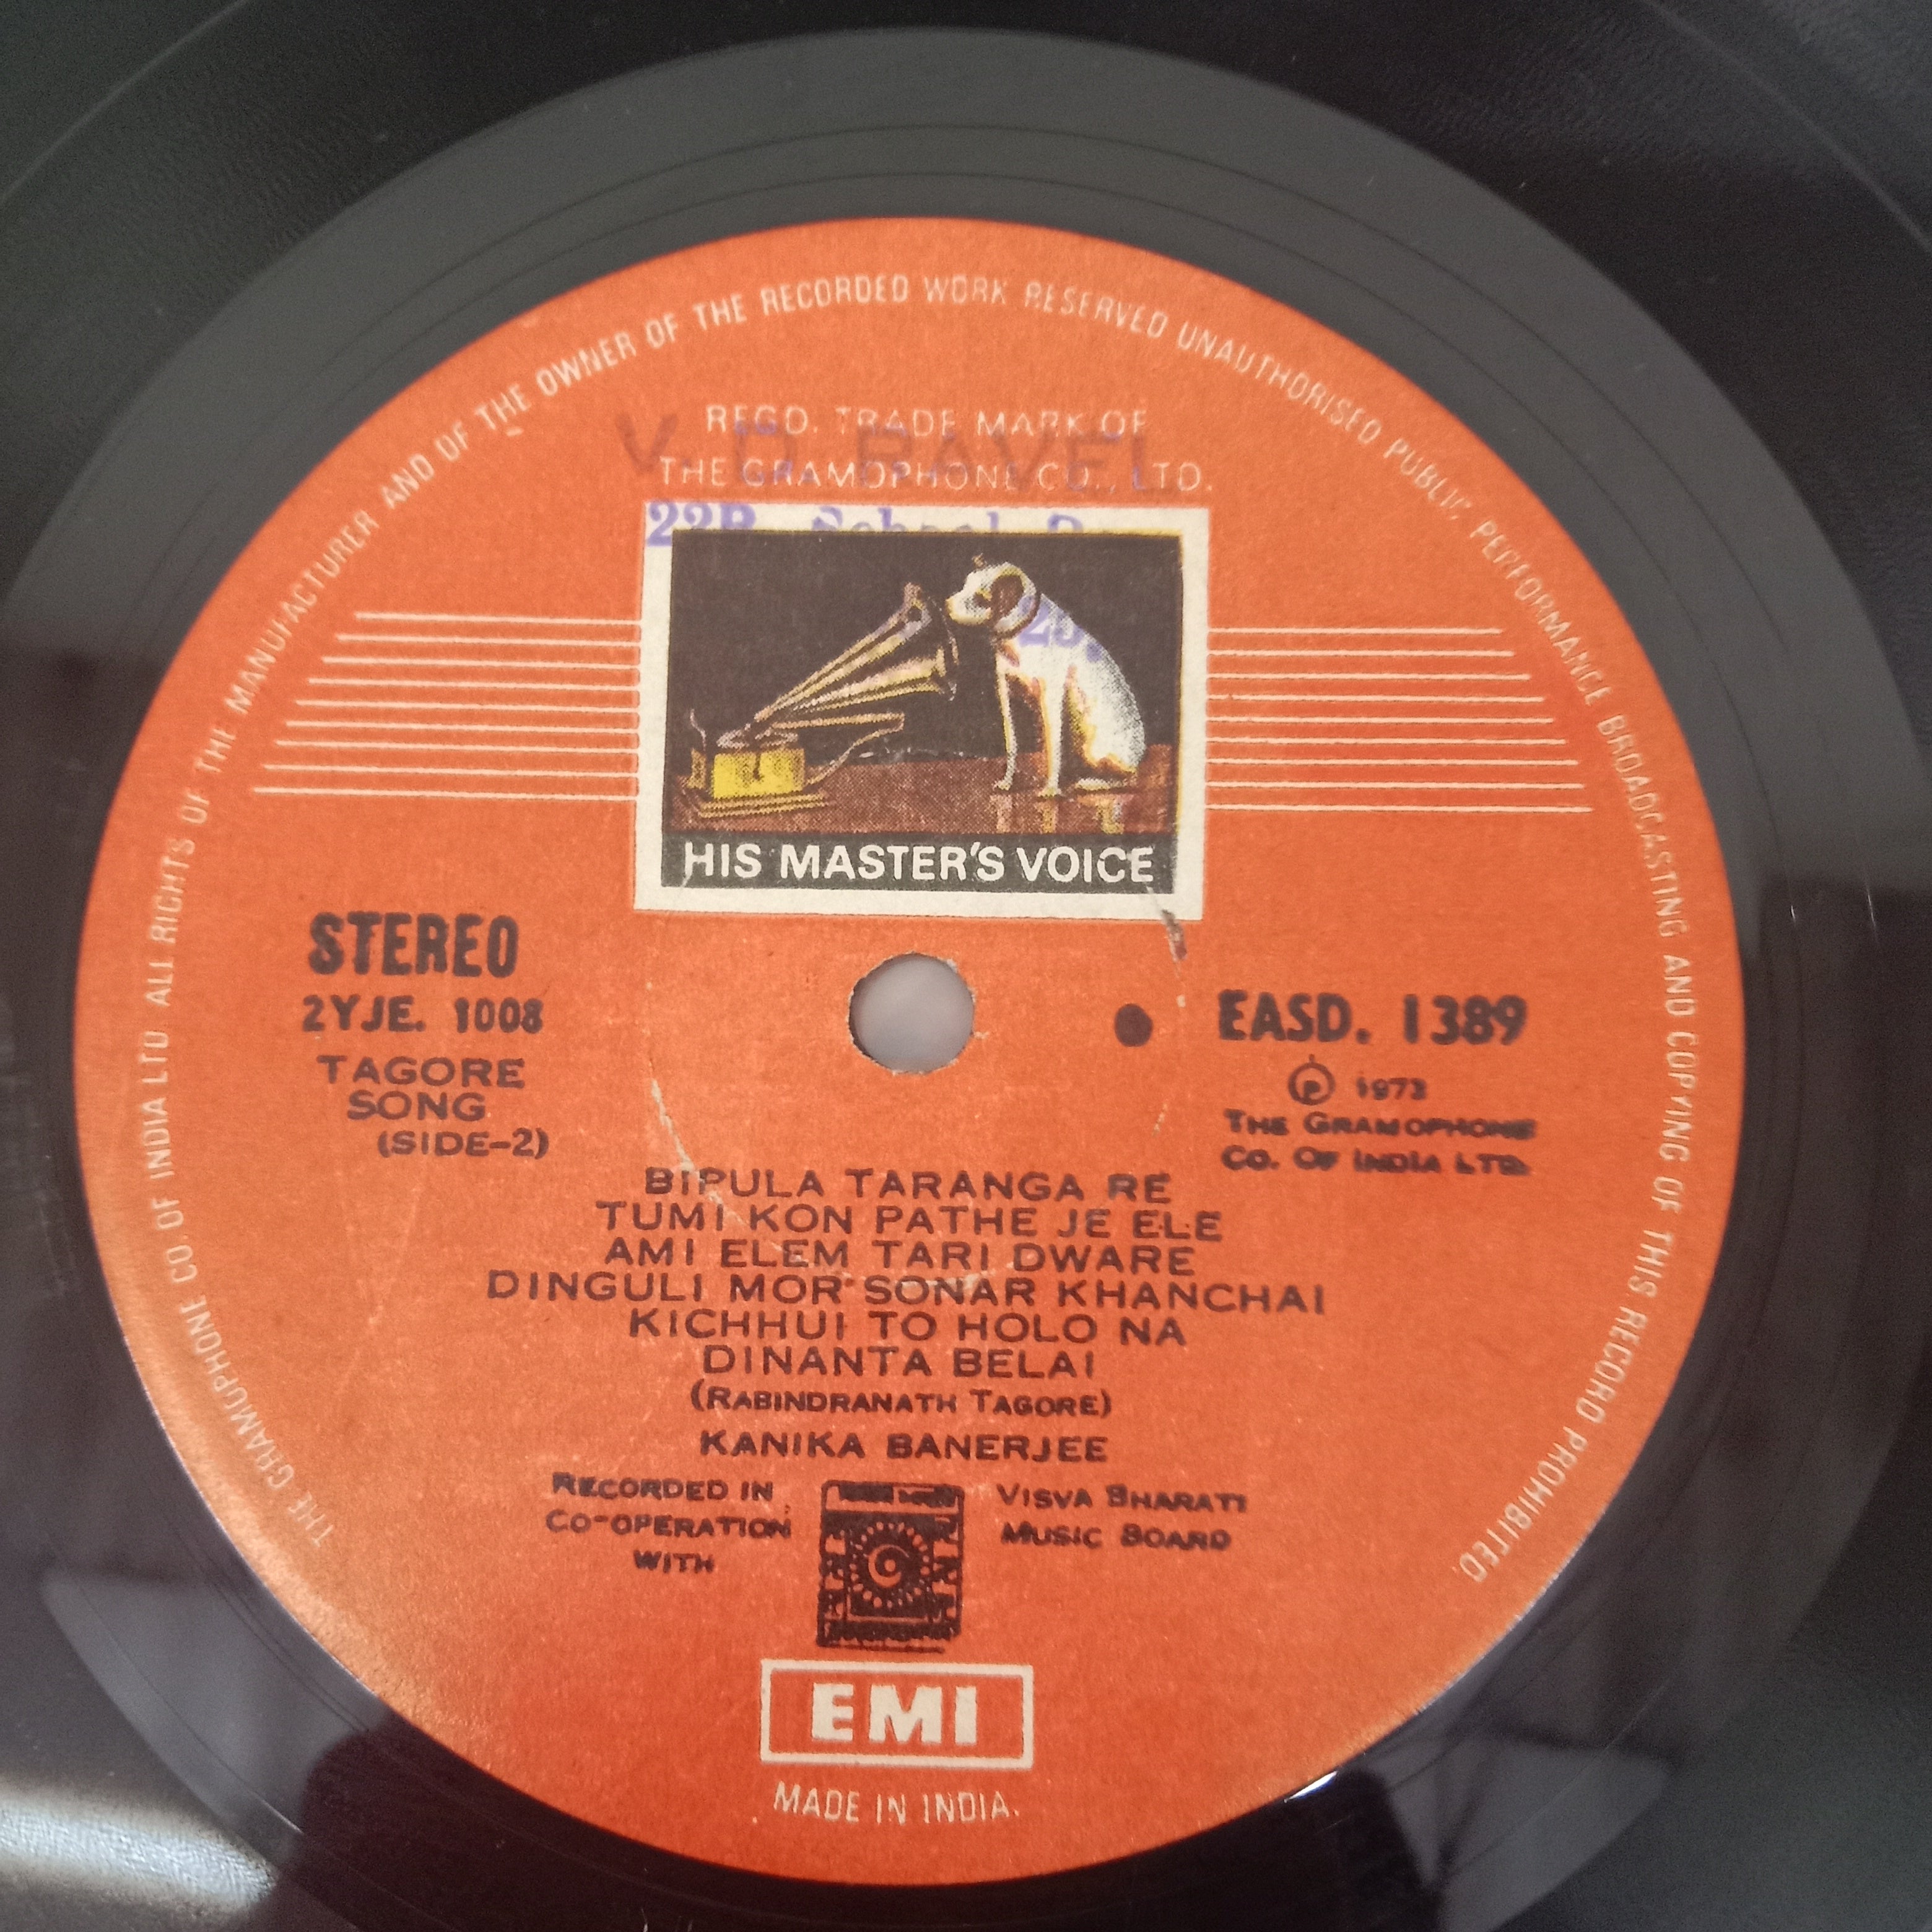 THE GRAMOPHONE CO. OF INDIA LTD ALL RIGHTS OF THE MANUFACTURER AND OF THE OWNER OF THE RECORDED WORK RESERVED UNAUTHORISED PUBLIC PERFORMANCE BROADCASTING AND COPYING OF THIS RECORD PROHIBITED.
REGD. TRADE MARK OF
THE GRAMOPHONE CO., LTD.
V. D. RAVEL
22B, School
HIS MASTER'S VOICE
STEREO
2YJE. 1008
TAGORE
SONG
(SIDE-2)
EASD. 1389
℗ 1973
THE GRAMOPHONE
CO. OF INDIA LTD.
BIPULA TARANGA RE
TUMI KON PATHE JE ELE
AMI ELEM TARI DWARE
DINGULI MOR SONAR KHANCHAI
KICHHUI TO HOLO NA
DINANTA BELAI
(RABINDRANATH TAGORE)
KANIKA BANERJEE
RECORDED IN
CO-OPERATION
WITH
VISVA BHARATI
MUSIC BOARD
EMI
MADE IN INDIA.